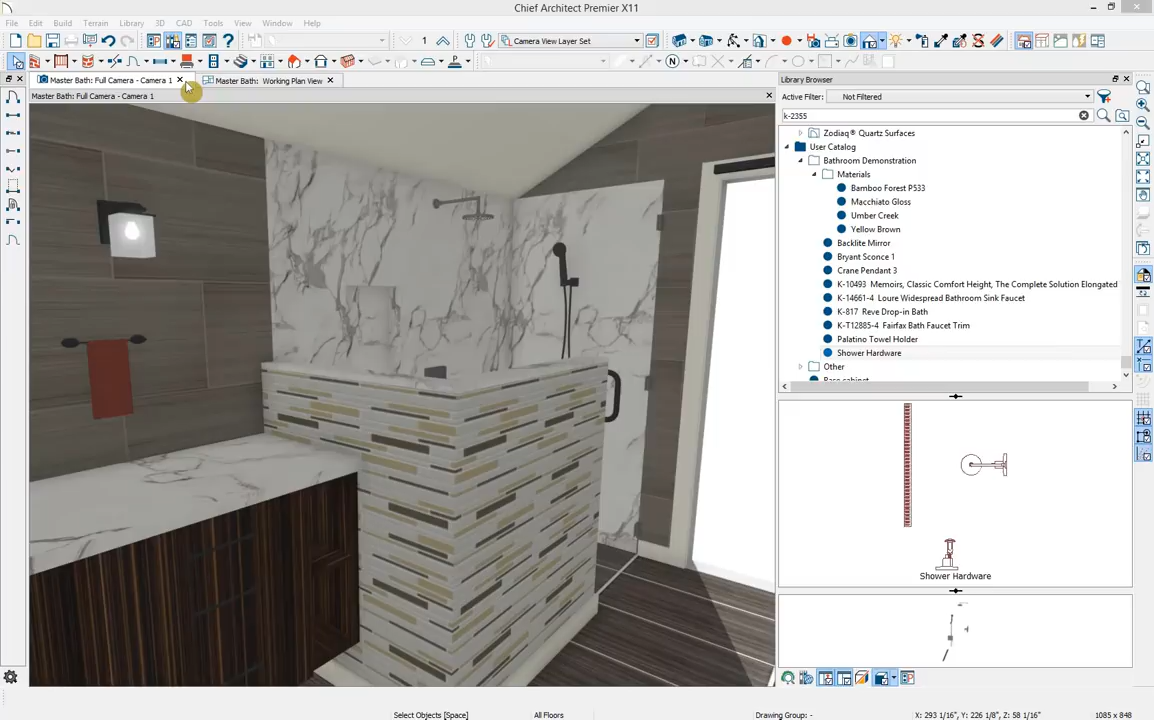 Chief Architect Premier X11
File Edit Build Terrain Library 3D CAD Tools View Window Help
1 Camera View Layer Set
Master Bath: Full Camera - Camera 1 Master Bath: Working Plan View
Master Bath: Full Camera - Camera 1
Library Browser
Active Filter: Not Filtered
k-2355
Zodiaq® Quartz Surfaces
User Catalog
Bathroom Demonstration
Materials
Bamboo Forest P533
Macchiato Gloss
Umber Creek
Yellow Brown
Backlite Mirror
Bryant Sconce 1
Crane Pendant 3
K-10493 Memoirs, Classic Comfort Height, The Complete Solution Elongated
K-14661-4 Loure Widespread Bathroom Sink Faucet
K-817 Reve Drop-in Bath
K-T12885-4 Fairfax Bath Faucet Trim
Palatino Towel Holder
Shower Hardware
Other
Base cabinet
Shower Hardware
Select Objects [Space] All Floors Drawing Group: - X: 293 1/16", Y: 226 1/8", Z: 58 1/16" 1085 x 848